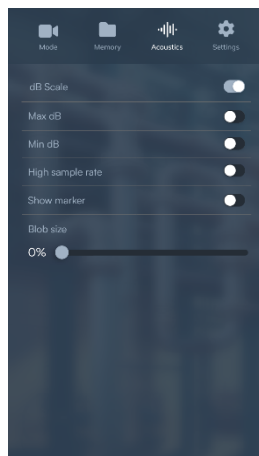 Mode
Memory
Acoustics
Settings
dB Scale
Max dB
Min dB
High sample rate
Show marker
Blob size
0%